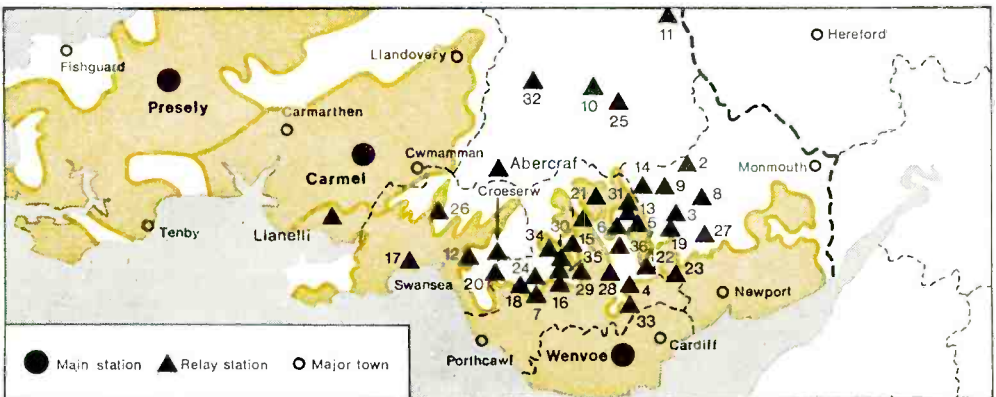 11
Hereford
Fishguard
Llandovery
Presely
32
10
25
Carmarthen
Cwmamman
Carmel
Abercraf
Croeserw
14
2
Monmouth
9
8
21
31
13
3
26
1
30
6
5
27
Tenby
Llanelli
34
15
36
19
12
35
22
23
17
24
Swansea
20
18
7
16
29
28
4
33
Newport
Porthcawl
Wenvoe
Cardiff
Main station
Relay station
Major town